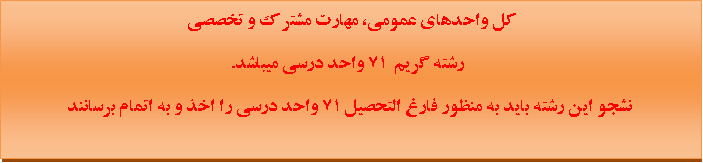 کل واحدهای عمومی، مهارت مشترک و تخصصی
رشته گریم ۷۱ واحد درسی میباشد.
نشجو این رشته باید به منظور فارغ التحصیل ۷۱ واحد درسی را اخذ و به اتمام برسانند